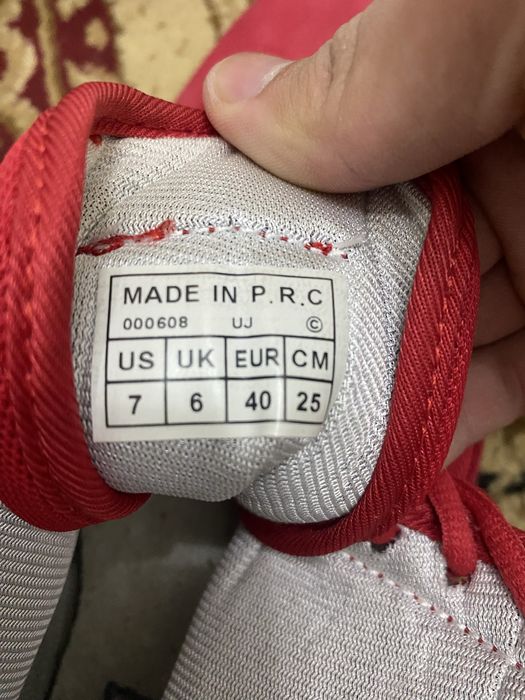 MADE IN P.R.C
000608 UJ ©
US UK EUR CM
7 6 40 25